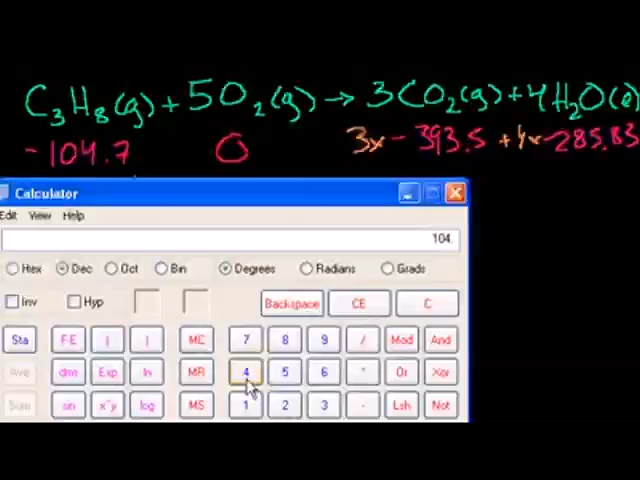 C₃H₈(g) + 5O₂(g) → 3CO₂(g) + 4H₂O(ℓ)
-104.7 0 3x -393.5 +4x -285.83
Calculator
Edit View Help
104.
Hex Dec Oct Bin Degrees Radians Grads
Inv Hyp Backspace CE C
Sta F-E ( ) MC 7 8 9 / Mod And
Ave dms Exp ln MR 4 5 6 * Or Xor
Sum sin x^y log MS 1 2 3 - Lsh Not